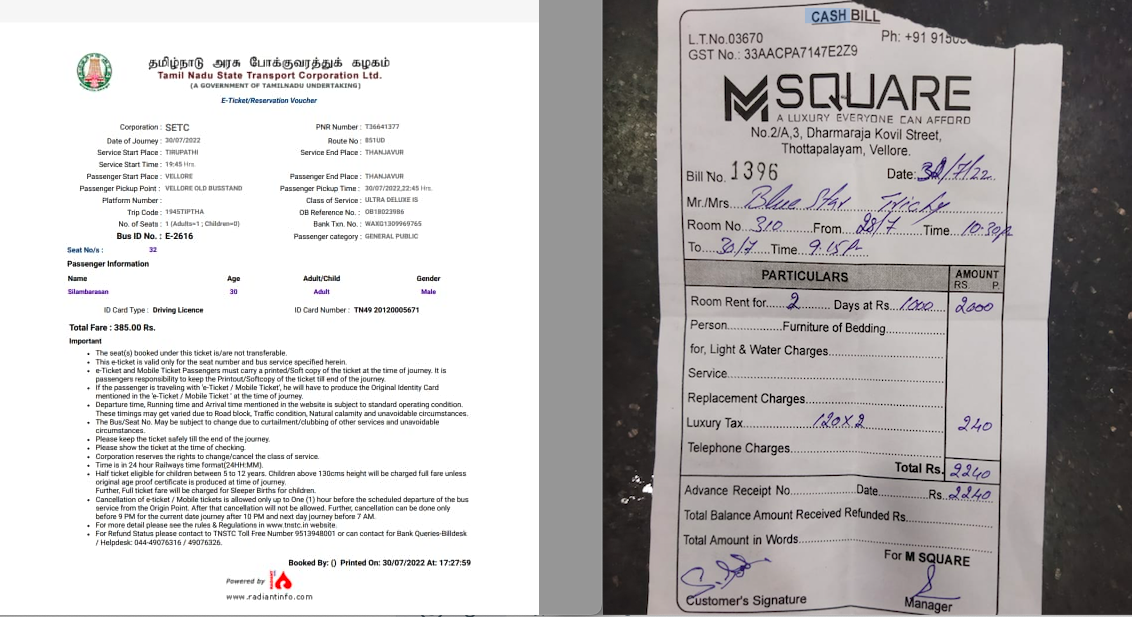 தமிழ்நாடு அரசு போக்குவரத்துக் கழகம்
Tamil Nadu State Transport Corporation Ltd.
(A GOVERNMENT OF TAMILNADU UNDERTAKING)
E-Ticket/Reservation Voucher
Corporation : SETC PNR Number : T36641377
Date of Journey : 30/07/2022 Route No : 851UD
Service Start Place : TIRUPATHI Service End Place : THANJAVUR
Service Start Time : 19:45 Hrs.
Passenger Start Place : VELLORE Passenger End Place : THANJAVUR
Passenger Pickup Point : VELLORE OLD BUSSTAND Passenger Pickup Time : 30/07/2022,22:45 Hrs.
Platform Number : Class of Service : ULTRA DELUXE IS
Trip Code : 1945TIPTHA OB Reference No. : OB18023986
No. of Seats : 1 (Adults=1 ; Children=0) Bank Txn. No. : WAXG1309969765
Bus ID No. : E-2616 Passenger category : GENERAL PUBLIC
Seat No/s : 32
Passenger Information
Name Age Adult/Child Gender
Silambarasan 30 Adult Male
ID Card Type : Driving Licence ID Card Number : TN49 20120005671
Total Fare : 385.00 Rs.
Important
• The seat(s) booked under this ticket is/are not transferable.
• This e-ticket is valid only for the seat number and bus service specified herein.
• e-Ticket and Mobile Ticket Passengers must carry a printed/Soft copy of the ticket at the time of journey. It is
passengers responsibility to keep the Printout/Softcopy of the ticket till end of the journey.
• If the passenger is traveling with 'e-Ticket / Mobile Ticket', he will have to produce the Original Identity Card
mentioned in the 'e-Ticket / Mobile Ticket ' at the time of journey.
• Departure time, Running time and Arrival time mentioned in the website is subject to standard operating condition.
These timings may get varied due to Road block, Traffic condition, Natural calamity and unavoidable circumstances.
• The Bus/Seat No. May be subject to change due to curtailment/clubbing of other services and unavoidable
circumstances.
• Please keep the ticket safely till the end of the journey.
• Please show the ticket at the time of checking.
• Corporation reserves the rights to change/cancel the class of service.
• Time is in 24 hour Railways time format(24HH:MM).
• Half ticket eligible for children between 5 to 12 years. Children above 130cms height will be charged full fare unless
original age proof certificate is produced at time of journey.
Further, Full ticket fare will be charged for Sleeper Births for children.
• Cancellation of e-ticket / Mobile tickets is allowed only up to One (1) hour before the scheduled departure of the bus
service from the Origin Place. After that cancellation will not be allowed. Further, cancellation can be done only
before 9 PM for the current date journey after 10 PM and next day journey before 7 AM.
• For more detail please see the rules & Regulations in www.tnstc.in website.
• For Refund Status please contact to TNSTC Toll Free Number 9513948001 or can contact for Bank Queries-Billdesk
/ Helpdesk: 044-49076316 / 49076326.
Booked By: () Printed On: 30/07/2022 At: 17:27:59
Powered by
www.radiantinfo.com
CASH BILL
L.T.No.03670 Ph: +91 915
GST No.: 33AACPA7147E2Z9
M SQUARE
A LUXURY EVERYONE CAN AFFORD
No.2/A,3, Dharmaraja Kovil Street,
Thottapalayam, Vellore.
Bill No. 1396 Date: 30/7/22
Mr./Mrs. Blue Star Trichy
Room No. 310 From 28/7 Time 10.30p
To 30/7 Time 9.15P
PARTICULARS AMOUNT
RS. P.
Room Rent for 2 Days at Rs. 1000 2000
Person Furniture of Bedding
for, Light & Water Charges
Service
Replacement Charges
Luxury Tax 120X2 240
Telephone Charges
Total Rs. 2240
Advance Receipt No Date Rs. 2240
Total Balance Amount Received Refunded Rs
Total Amount in Words
For M SQUARE
Customer's Signature Manager